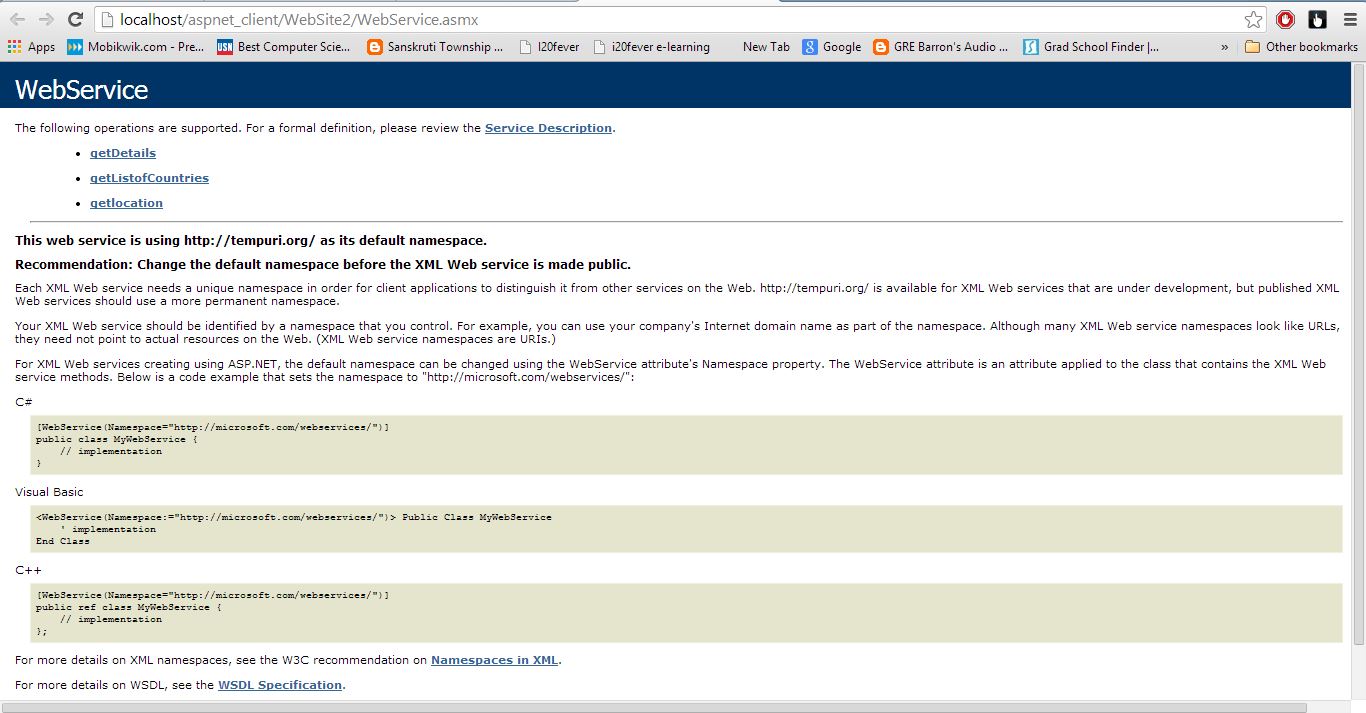 localhost/aspnet_client/WebSite2/WebService.asmx
Apps Mobikwik.com - Pre... USN Best Computer Scie... Sanskruti Township ... I20fever i20fever e-learning New Tab Google GRE Barron's Audio ... Grad School Finder |... » Other bookmarks
WebService
The following operations are supported. For a formal definition, please review the Service Description.
• getDetails
• getListofCountries
• getlocation
This web service is using http://tempuri.org/ as its default namespace.
Recommendation: Change the default namespace before the XML Web service is made public.
Each XML Web service needs a unique namespace in order for client applications to distinguish it from other services on the Web. http://tempuri.org/ is available for XML Web services that are under development, but published XML
Web services should use a more permanent namespace.
Your XML Web service should be identified by a namespace that you control. For example, you can use your company's Internet domain name as part of the namespace. Although many XML Web service namespaces look like URLs,
they need not point to actual resources on the Web. (XML Web service namespaces are URIs.)
For XML Web services creating using ASP.NET, the default namespace can be changed using the WebService attribute's Namespace property. The WebService attribute is an attribute applied to the class that contains the XML Web
service methods. Below is a code example that sets the namespace to "http://microsoft.com/webservices/":
C#
[WebService(Namespace="http://microsoft.com/webservices/")]
public class MyWebService {
// implementation
}
Visual Basic
<WebService(Namespace:="http://microsoft.com/webservices/")> Public Class MyWebService
' implementation
End Class
C++
[WebService(Namespace="http://microsoft.com/webservices/")]
public ref class MyWebService {
// implementation
};
For more details on XML namespaces, see the W3C recommendation on Namespaces in XML.
For more details on WSDL, see the WSDL Specification.